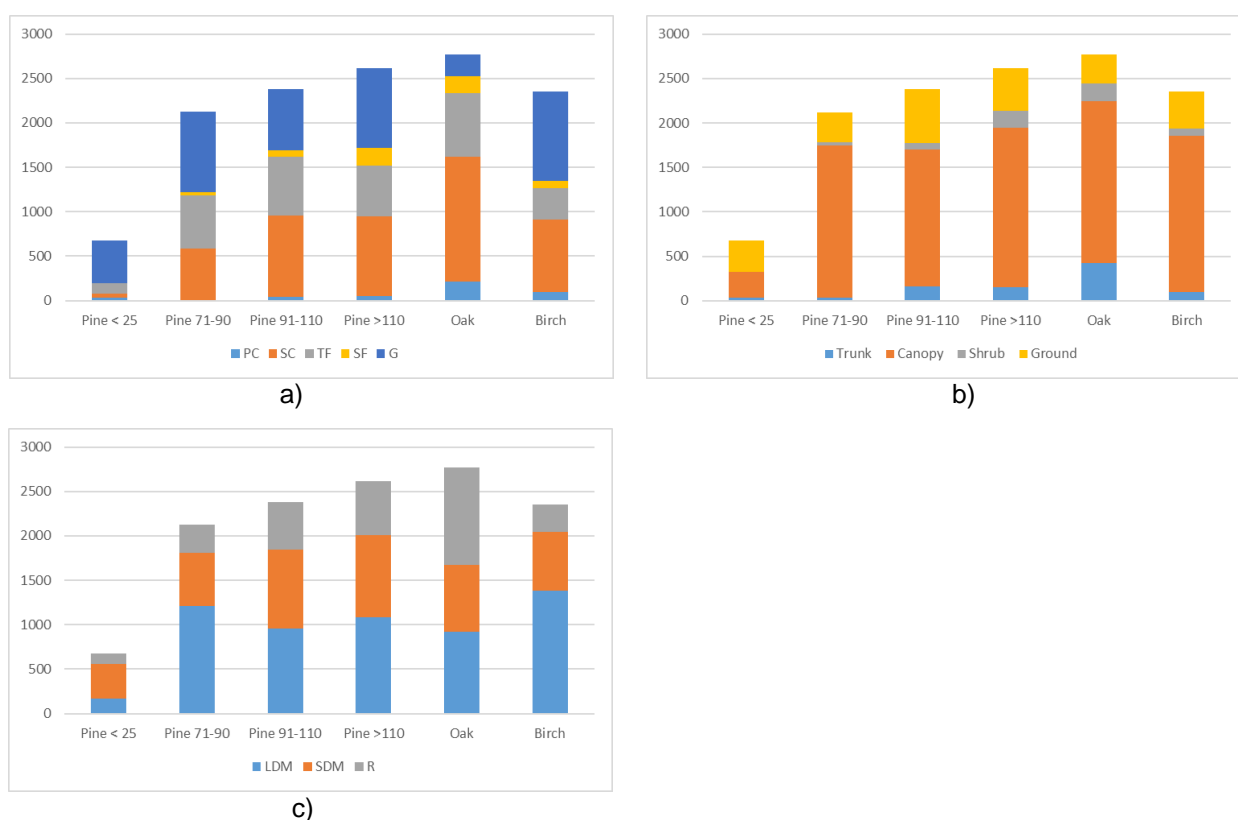 3000
2500
2000
1500
1000
500
0
Pine < 25 Pine 71-90 Pine 91-110 Pine >110 Oak Birch
PC SC TF SF G
a)
3000
2500
2000
1500
1000
500
0
Pine < 25 Pine 71-90 Pine 91-110 Pine >110 Oak Birch
Trunk Canopy Shrub Ground
b)
3000
2500
2000
1500
1000
500
0
Pine < 25 Pine 71-90 Pine 91-110 Pine >110 Oak Birch
LDM SDM R
c)